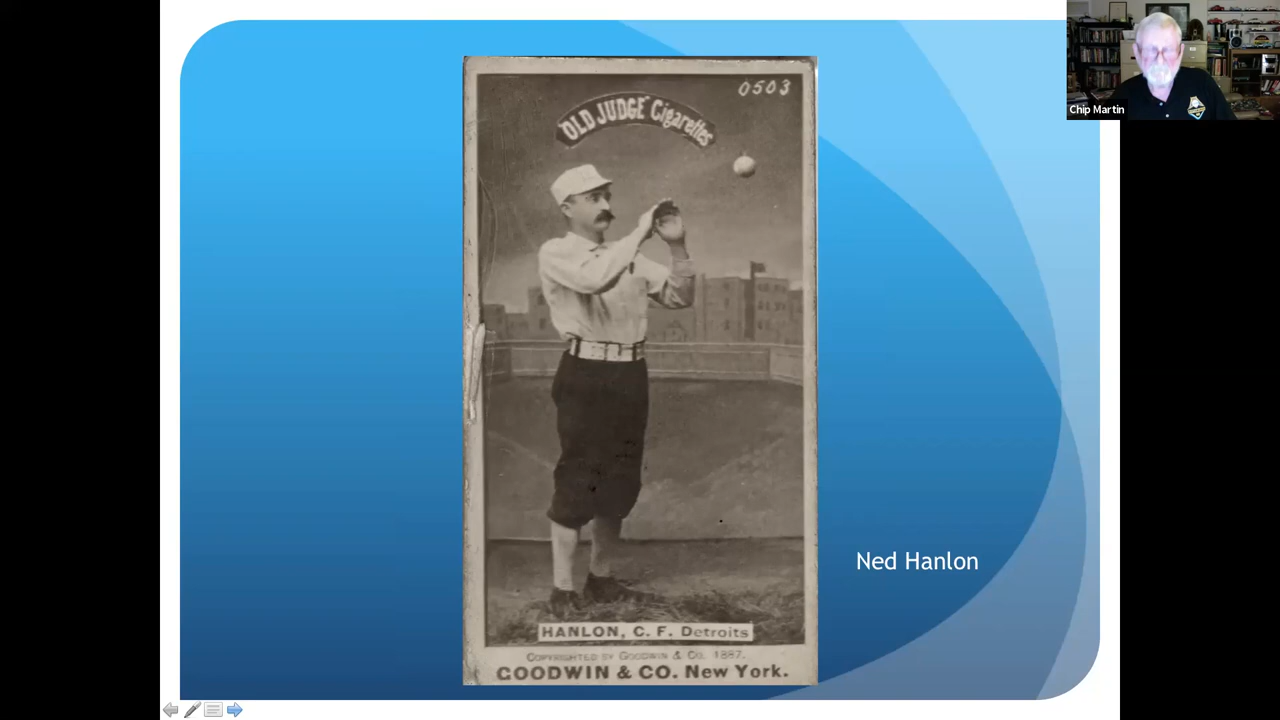 0503
"OLD JUDGE" Cigarettes
Chip Martin
Ned Hanlon
HANLON, C. F. Detroits
COPYRIGHTED BY GOODWIN & CO. 1887.
GOODWIN & CO. New York.